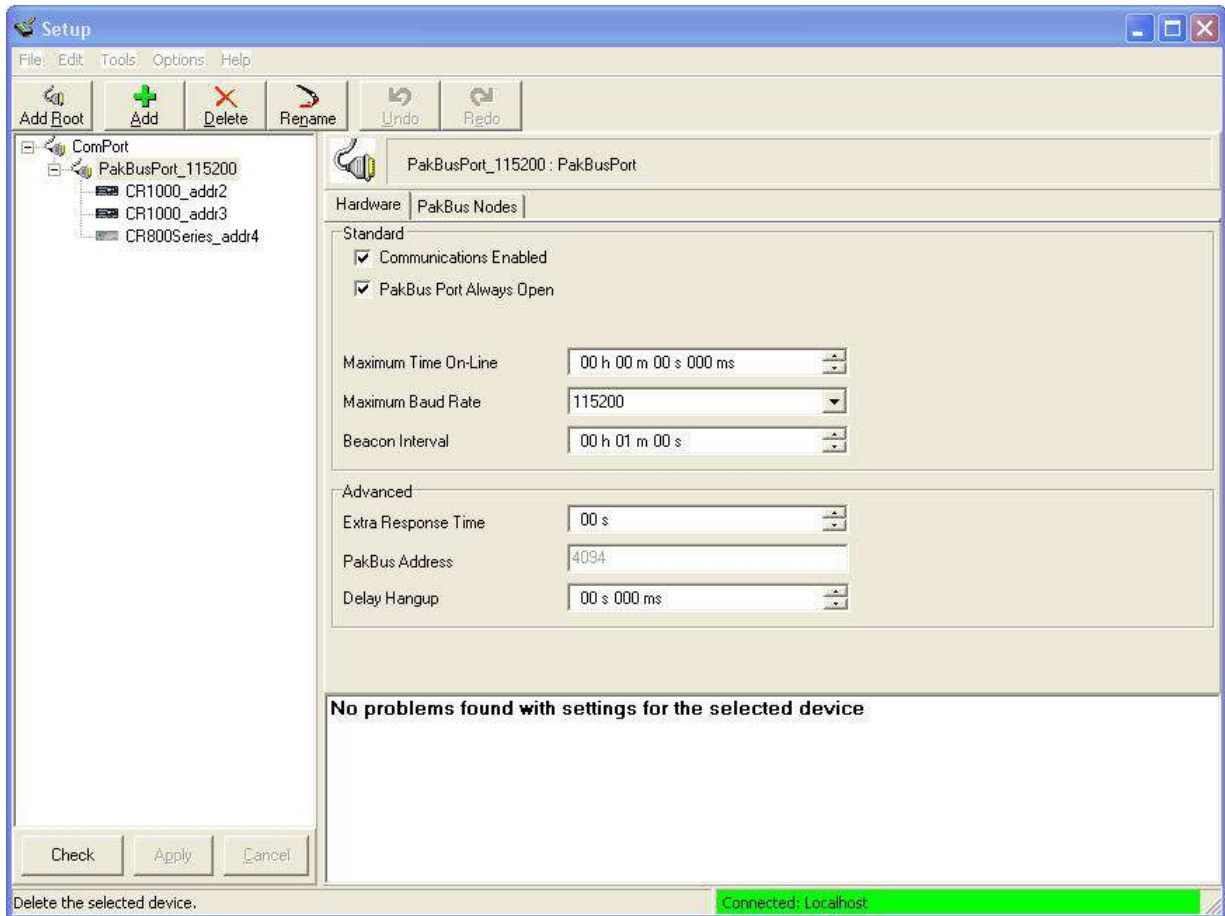 Setup
File Edit Tools Options Help
Add Root Add Delete Rename Undo Redo
ComPort
PakBusPort_115200
CR1000_addr2
CR1000_addr3
CR800Series_addr4
PakBusPort_115200 : PakBusPort
Hardware PakBus Nodes
Standard
Communications Enabled
PakBus Port Always Open
Maximum Time On-Line 00 h 00 m 00 s 000 ms
Maximum Baud Rate 115200
Beacon Interval 00 h 01 m 00 s
Advanced
Extra Response Time 00 s
PakBus Address 4094
Delay Hangup 00 s 000 ms
No problems found with settings for the selected device
Check Apply Cancel
Delete the selected device. Connected: Localhost